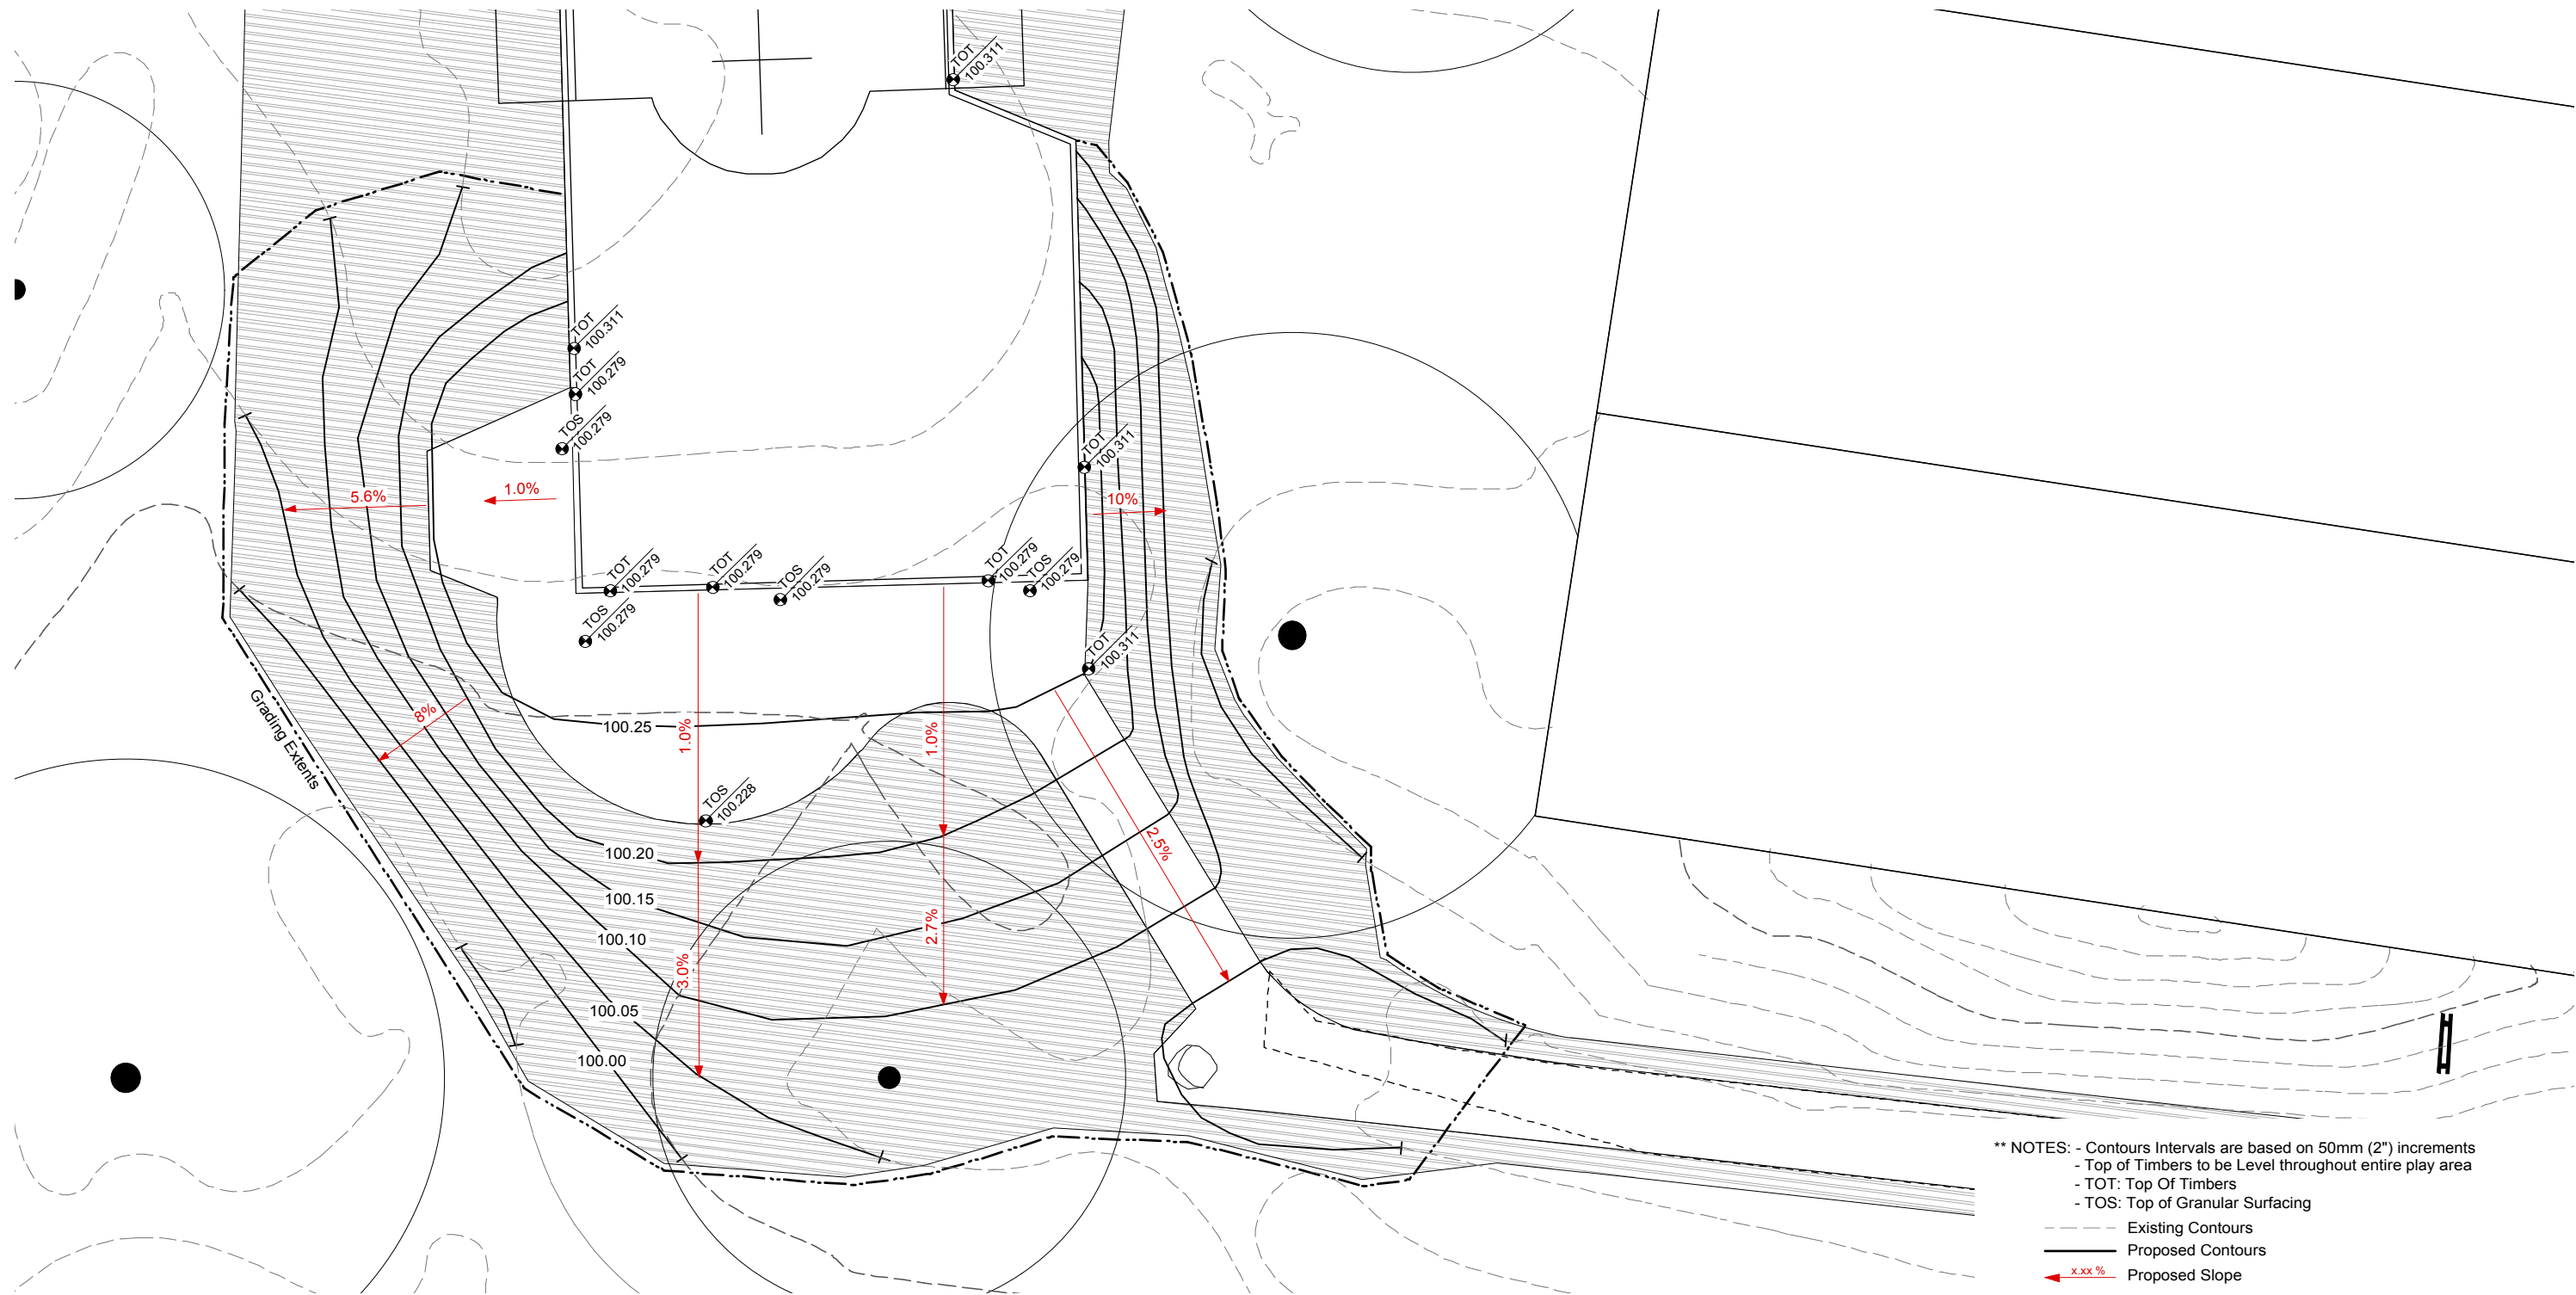 TOT
100.311
TOT
100.311
TOT
100.279
TOS
100.279
TOT
100.311
5.6%
1.0%
10%
TOT
100.279
TOT
100.279
TOS
100.279
TOT
100.279
TOS
100.279
TOS
100.279
TOT
100.311
8%
Grading Extents
100.25
1.0%
1.0%
TOS
100.228
2.5%
100.20
100.15
2.7%
100.10
3.0%
100.05
100.00
** NOTES: - Contours Intervals are based on 50mm (2") increments
- Top of Timbers to be Level throughout entire play area
- TOT: Top Of Timbers
- TOS: Top of Granular Surfacing
Existing Contours
Proposed Contours
x.xx %
Proposed Slope